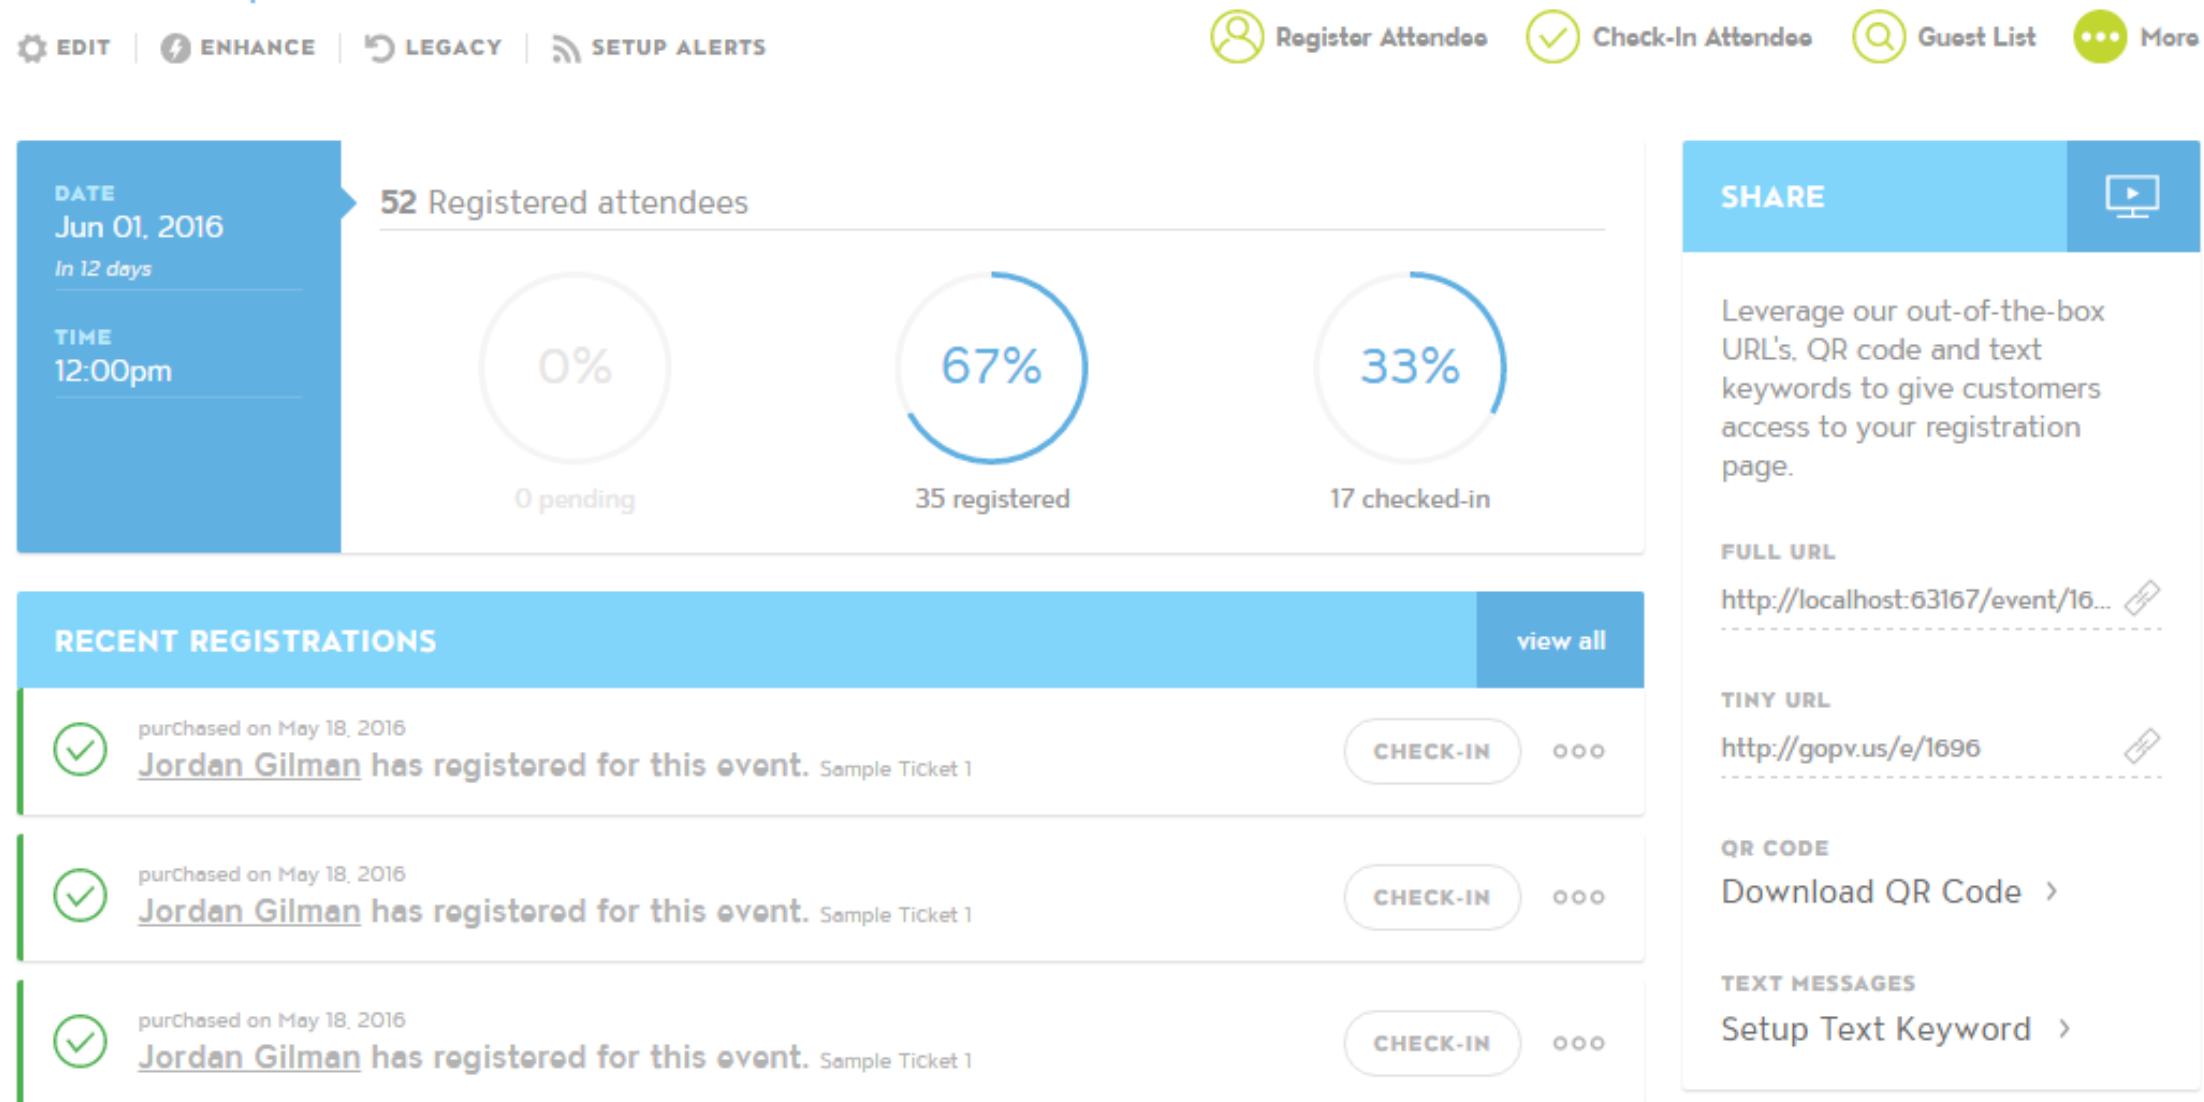 EDIT ENHANCE LEGACY SETUP ALERTS
Register Attendee Check-In Attendee Guest List More
DATE
Jun 01, 2016
In 12 days
TIME
12:00pm
52 Registered attendees
0% 67% 33%
0 pending 35 registered 17 checked-in
RECENT REGISTRATIONS view all
purchased on May 18, 2016
Jordan Gilman has registered for this event. Sample Ticket 1
CHECK-IN
purchased on May 18, 2016
Jordan Gilman has registered for this event. Sample Ticket 1
CHECK-IN
purchased on May 18, 2016
Jordan Gilman has registered for this event. Sample Ticket 1
CHECK-IN
SHARE
Leverage our out-of-the-box
URL's, QR code and text
keywords to give customers
access to your registration
page.
FULL URL
http://localhost:63167/event/16...
TINY URL
http://gopv.us/e/1696
QR CODE
Download QR Code
TEXT MESSAGES
Setup Text Keyword